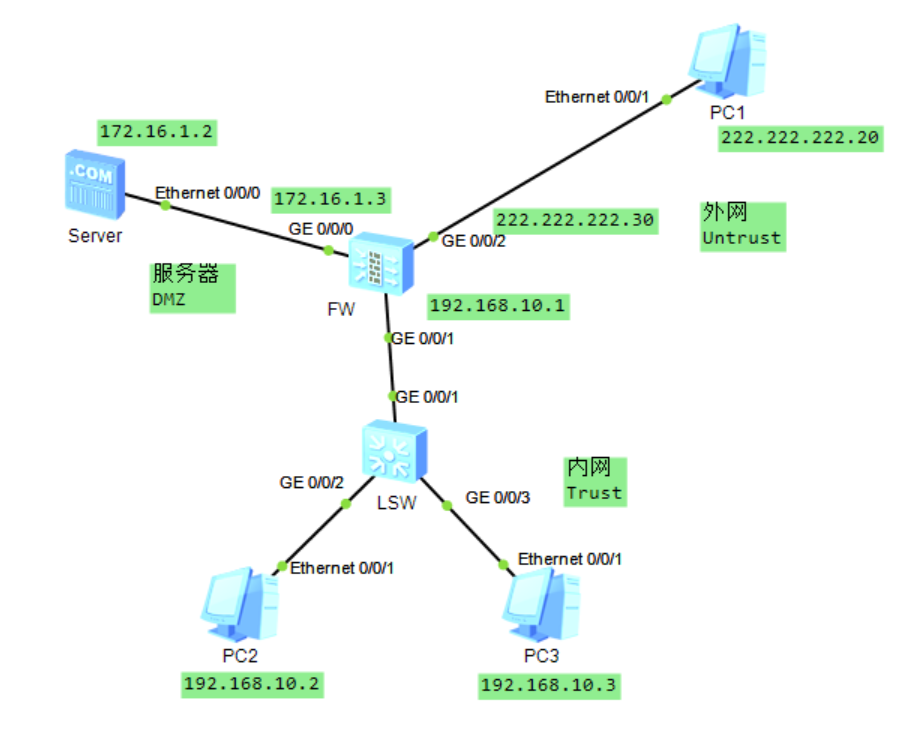 Ethernet 0/0/1
PC1
222.222.222.20
172.16.1.2
.COM
Ethernet 0/0/0
Server
172.16.1.3
GE 0/0/0
222.222.222.30
GE 0/0/2
外网
Untrust
服务器
DMZ
FW
192.168.10.1
GE 0/0/1
GE 0/0/1
LSW
内网
Trust
GE 0/0/2
GE 0/0/3
Ethernet 0/0/1
Ethernet 0/0/1
PC2
PC3
192.168.10.2
192.168.10.3